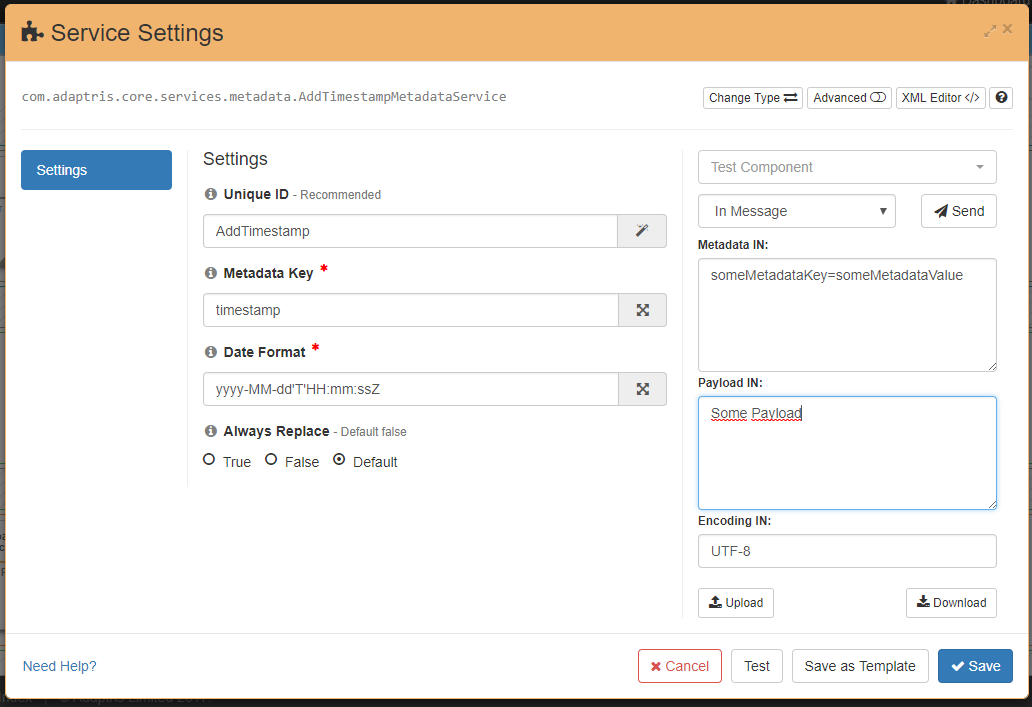 Service Settings
com.adaptris.core.services.metadata.AddTimestampMetadataService
Change Type
Advanced
XML Editor </>
Settings
Settings
Unique ID - Recommended
AddTimestamp
Metadata Key *
timestamp
Date Format *
yyyy-MM-dd'T'HH:mm:ssZ
Always Replace - Default false
True False Default
Test Component
In Message
Send
Metadata IN:
someMetadataKey=someMetadataValue
Payload IN:
Some Payload
Encoding IN:
UTF-8
Upload
Download
Need Help?
Cancel
Test
Save as Template
Save